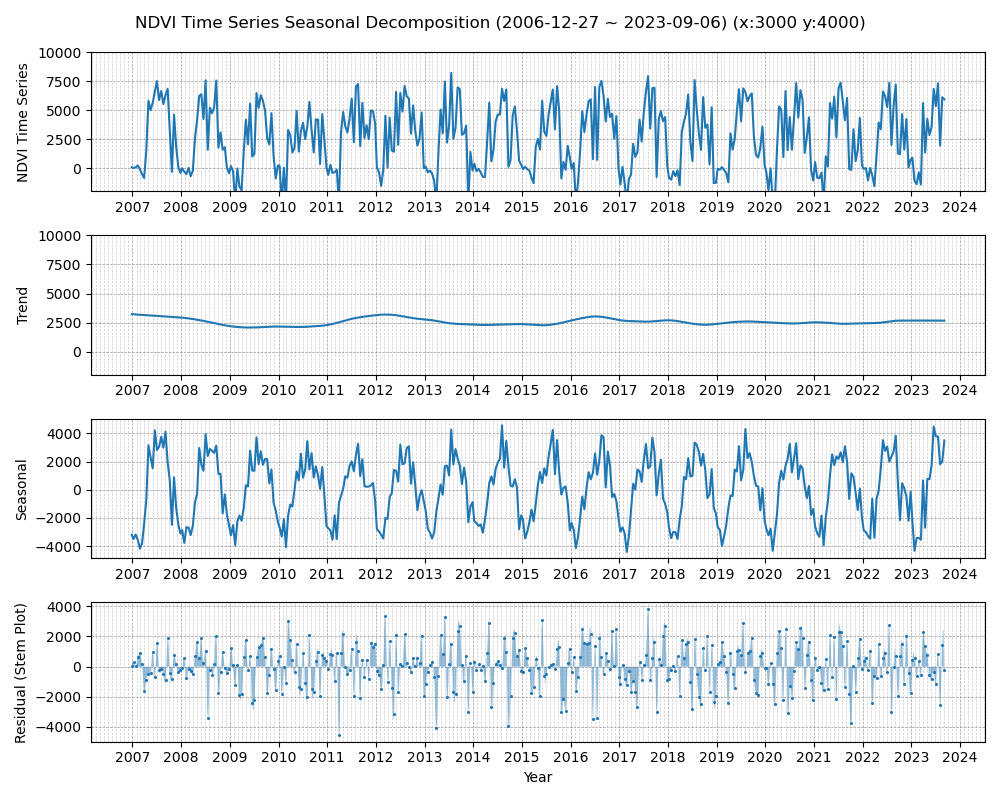 NDVI Time Series Seasonal Decomposition (2006-12-27 ~ 2023-09-06) (x:3000 y:4000)
NDVI Time Series
10000
7500
5000
2500
0
2007 2008 2009 2010 2011 2012 2013 2014 2015 2016 2017 2018 2019 2020 2021 2022 2023 2024
Trend
10000
7500
5000
2500
0
2007 2008 2009 2010 2011 2012 2013 2014 2015 2016 2017 2018 2019 2020 2021 2022 2023 2024
Seasonal
4000
2000
0
−2000
−4000
2007 2008 2009 2010 2011 2012 2013 2014 2015 2016 2017 2018 2019 2020 2021 2022 2023 2024
Residual (Stem Plot)
4000
2000
0
−2000
−4000
2007 2008 2009 2010 2011 2012 2013 2014 2015 2016 2017 2018 2019 2020 2021 2022 2023 2024
Year